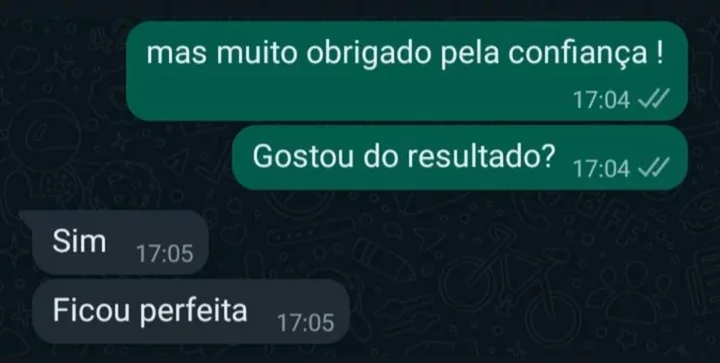 mas muito obrigado pela confiança !
17:04
Gostou do resultado? 17:04
Sim 17:05
Ficou perfeita 17:05